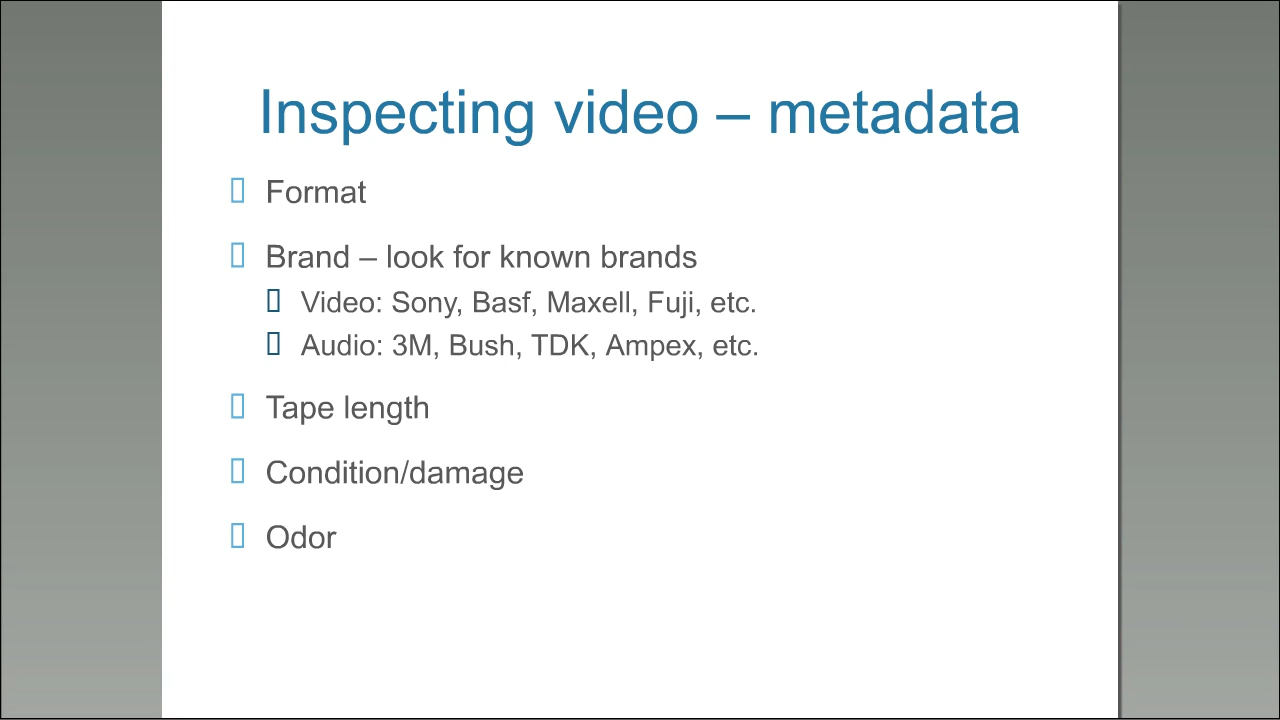 Inspecting video – metadata
Format
Brand – look for known brands
Video: Sony, Basf, Maxell, Fuji, etc.
Audio: 3M, Bush, TDK, Ampex, etc.
Tape length
Condition/damage
Odor